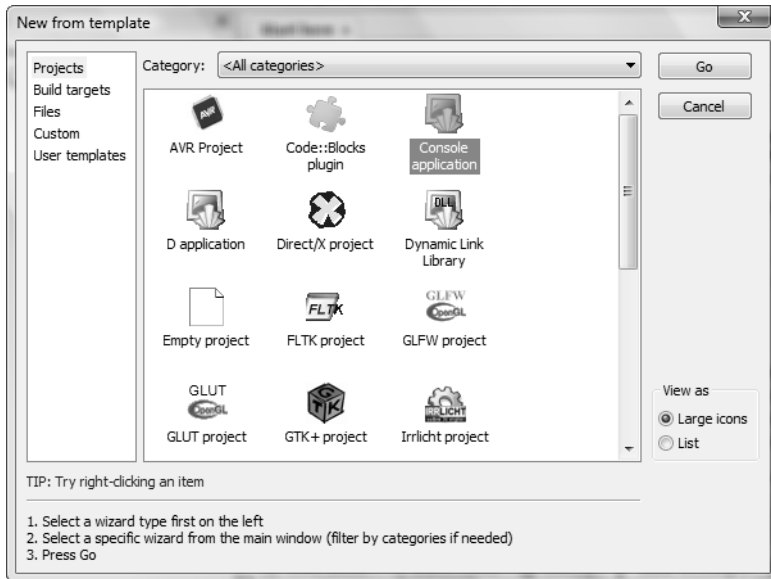 New from template
Projects
Build targets
Files
Custom
User templates
Category: <All categories>
Go
Cancel
AVR
AVR Project
Code::Blocks
plugin
Console
application
D application
Direct/X project
DLL
Dynamic Link
Library
Empty project
FLTK
FLTK project
GLFW
OpenGL
GLFW project
GLUT
OpenGL
GLUT project
GTK
GTK+ project
IRRLICHT
Irrlicht project
View as
Large icons
List
TIP: Try right-clicking an item
1. Select a wizard type first on the left
2. Select a specific wizard from the main window (filter by categories if needed)
3. Press Go